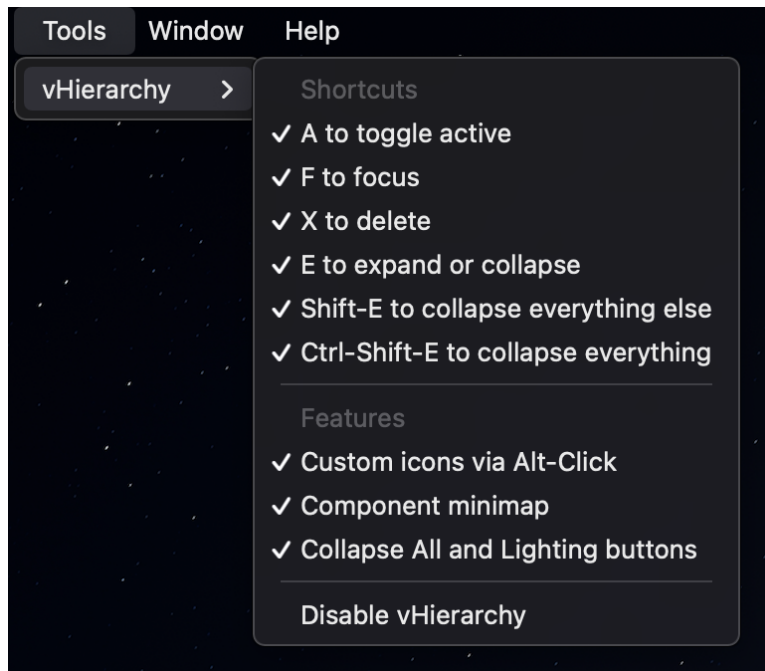 Tools Window Help
vHierarchy
Shortcuts
A to toggle active
F to focus
X to delete
E to expand or collapse
Shift-E to collapse everything else
Ctrl-Shift-E to collapse everything
Features
Custom icons via Alt-Click
Component minimap
Collapse All and Lighting buttons
Disable vHierarchy